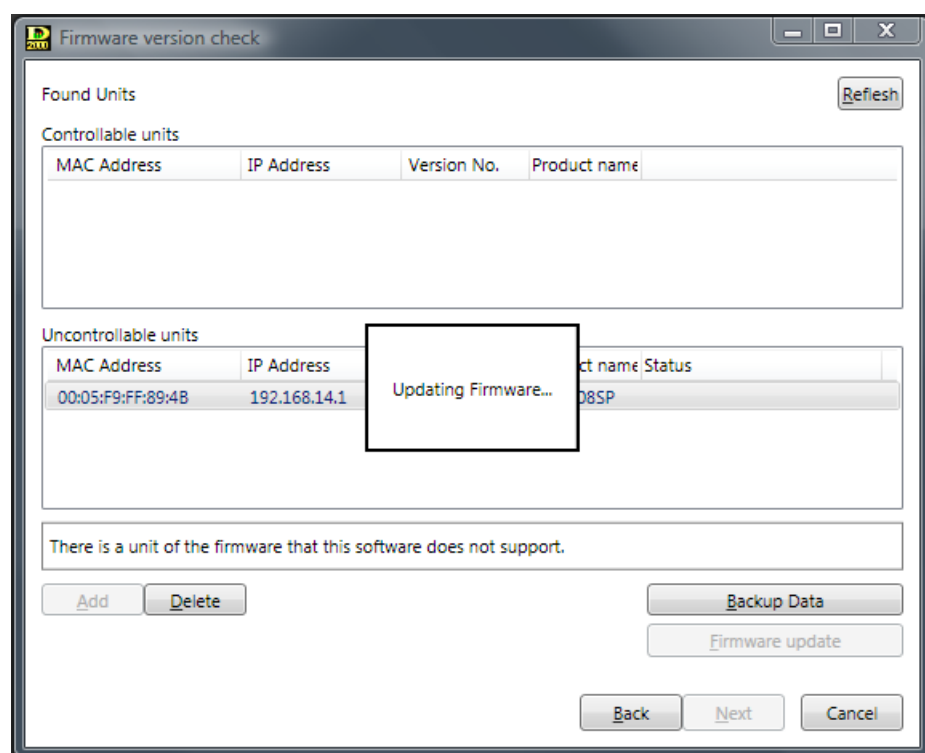 Firmware version check
Found Units
Reflesh
Controllable units
MAC Address IP Address Version No. Product name
Uncontrollable units
MAC Address IP Address ct name Status
00:05:F9:FF:89:4B 192.168.14.1 08SP
Updating Firmware...
There is a unit of the firmware that this software does not support.
Add Delete Backup Data
Firmware update
Back Next Cancel